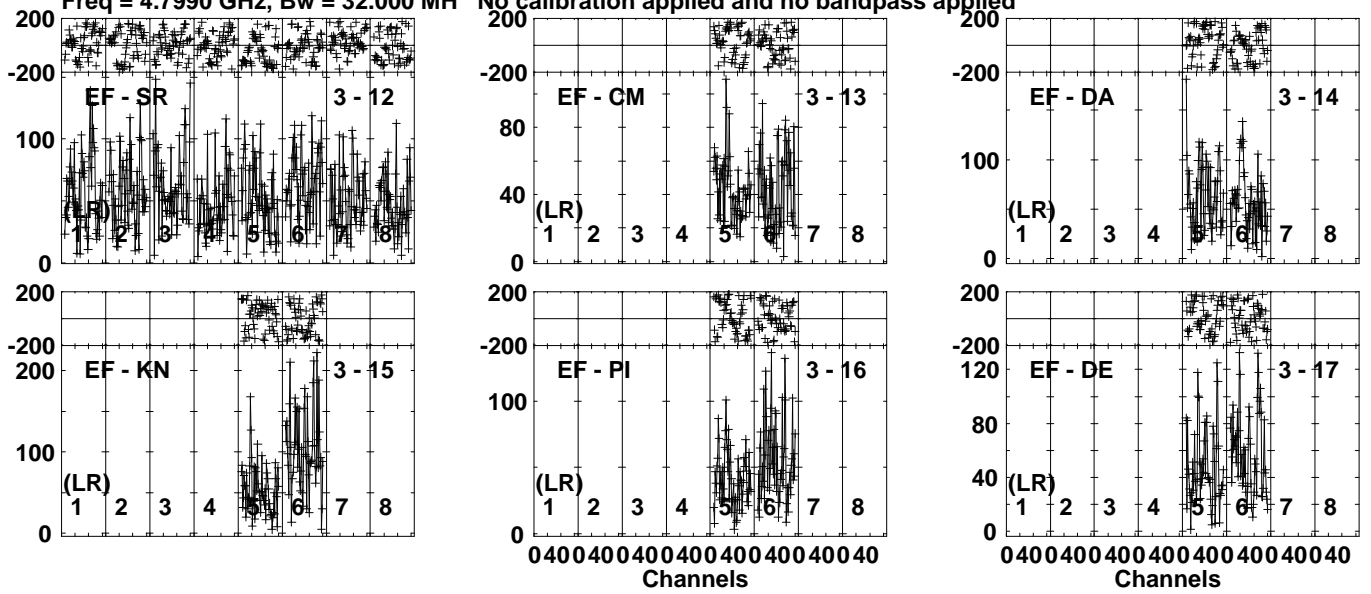 Freq = 4.7990 GHz, Bw = 32.000 MH No calibration applied and no bandpass applied
200
-200
EF - SR 3 - 12
100
(LR)
1 2 3 4 5 6 7 8
0
200
-200
EF - CM 3 - 13
80
40
(LR)
1 2 3 4 5 6 7 8
0
200
-200
EF - DA 3 - 14
100
(LR)
1 2 3 4 5 6 7 8
0
200
-200
200
EF - KN 3 - 15
100
(LR)
1 2 3 4 5 6 7 8
0
200
-200
EF - PI 3 - 16
100
(LR)
1 2 3 4 5 6 7 8
0
0 40 0 40 0 40 0 40 0 40 0 40 0 40 0 40
Channels
200
-200
120
EF - DE 3 - 17
80
40
(LR)
1 2 3 4 5 6 7 8
0
0 40 0 40 0 40 0 40 0 40 0 40 0 40 0 40
Channels